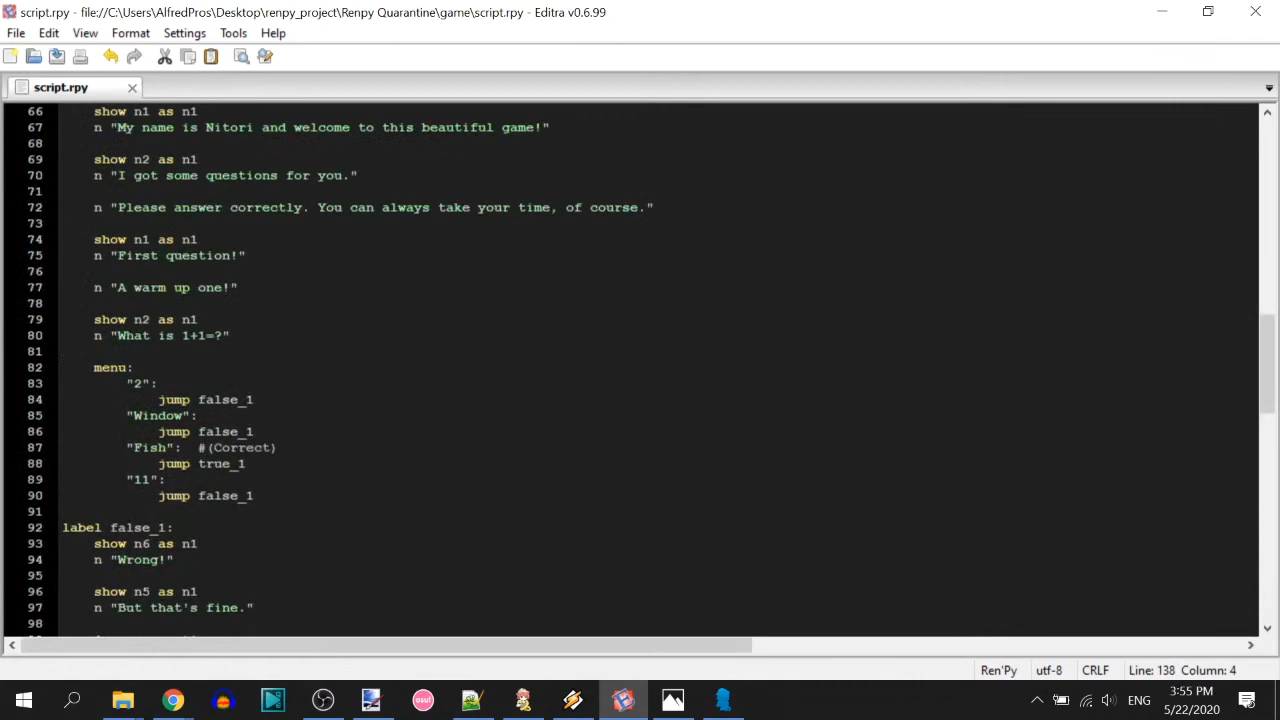 script.rpy - file://C:\Users\AlfredPros\Desktop\renpy_project\Renpy Quarantine\game\script.rpy - Editra v0.6.99
File Edit View Format Settings Tools Help
script.rpy
66 show n1 as n1
67 n "My name is Nitori and welcome to this beautiful game!"
68
69 show n2 as n1
70 n "I got some questions for you."
71
72 n "Please answer correctly. You can always take your time, of course."
73
74 show n1 as n1
75 n "First question!"
76
77 n "A warm up one!"
78
79 show n2 as n1
80 n "What is 1+1=?"
81
82 menu:
83 "2":
84 jump false_1
85 "Window":
86 jump false_1
87 "Fish": #(Correct)
88 jump true_1
89 "11":
90 jump false_1
91
92 label false_1:
93 show n6 as n1
94 n "Wrong!"
95
96 show n5 as n1
97 n "But that's fine."
98
Ren'Py utf-8 CRLF Line: 138 Column: 4
osu!
ENG
3:55 PM
5/22/2020